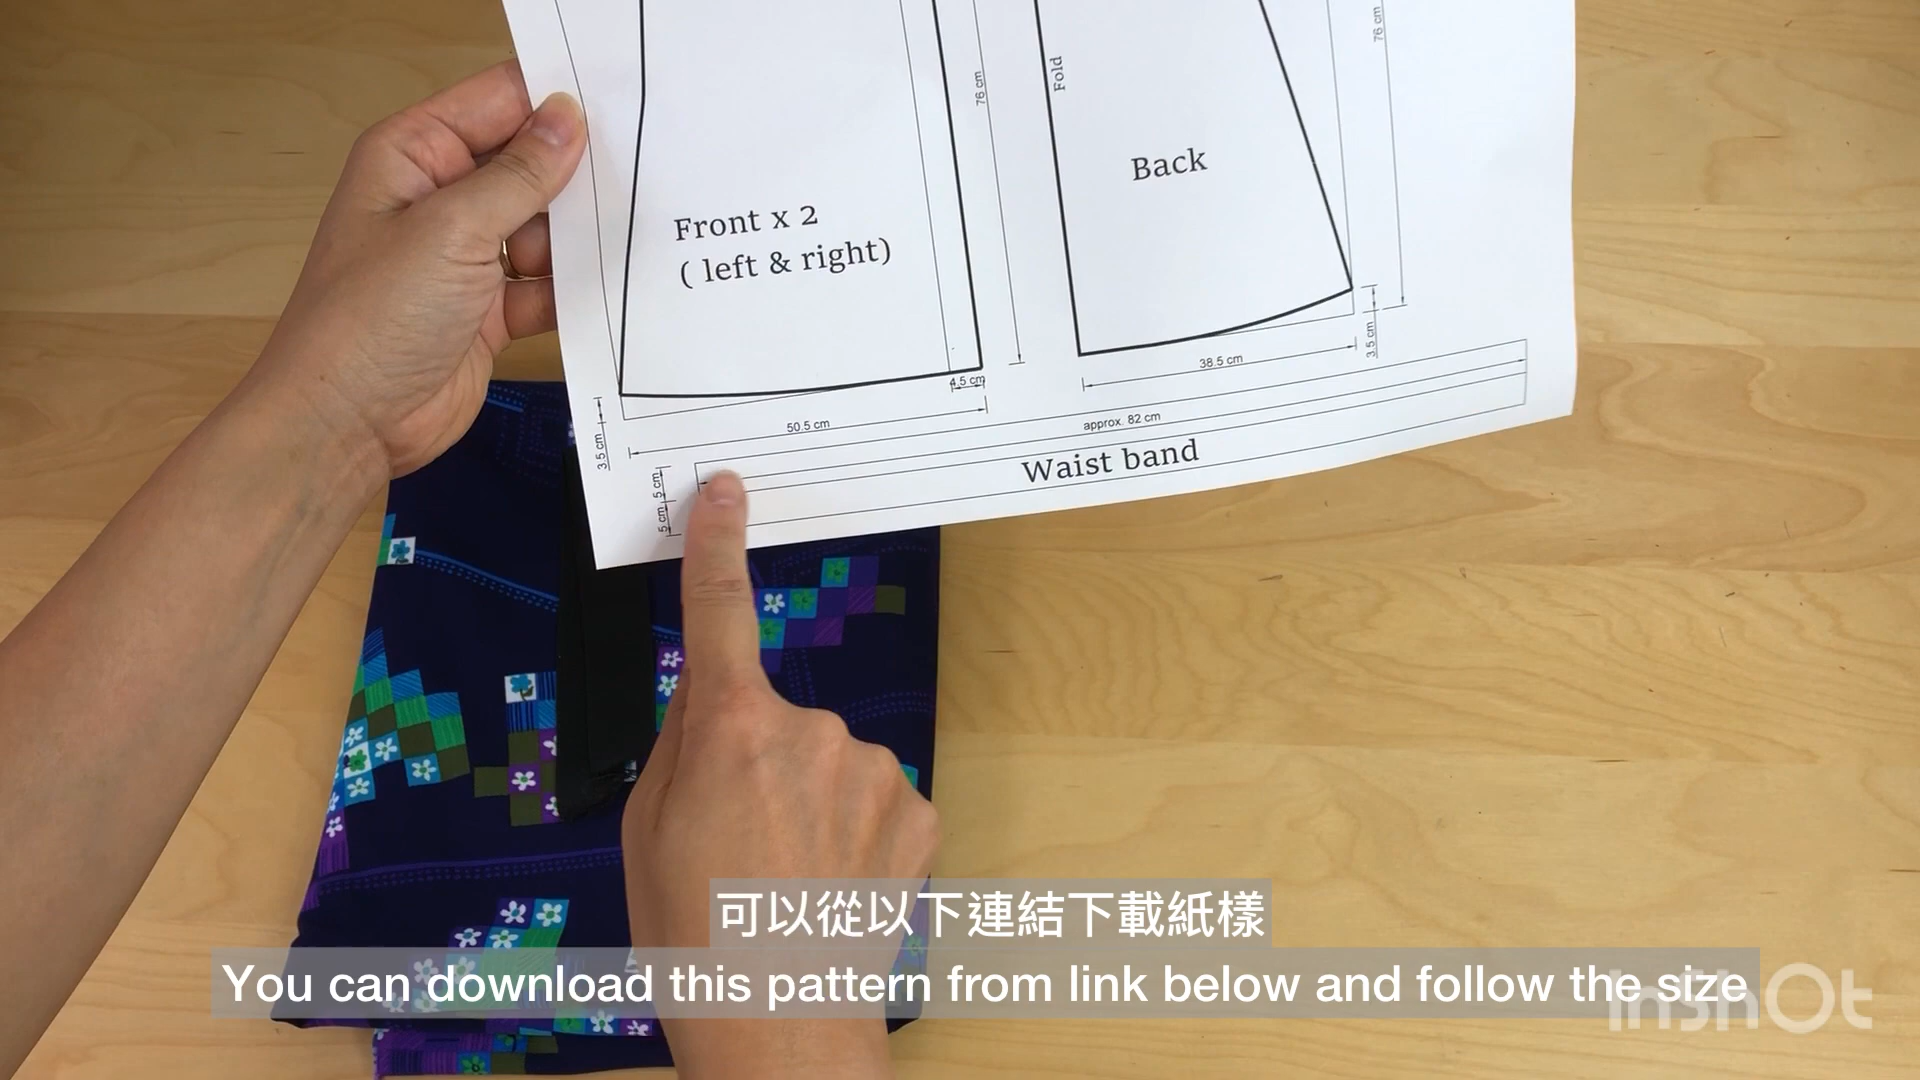 76 cm
76 cm
Fold
Back
Front x 2
( left & right)
3.5 cm
38.5 cm
4.5 cm
50.5 cm
3.5 cm
approx. 82 cm
Waist band
5 cm
5 cm
可以從以下連結下載紙樣
You can download this pattern from link below and follow the size
InShOt